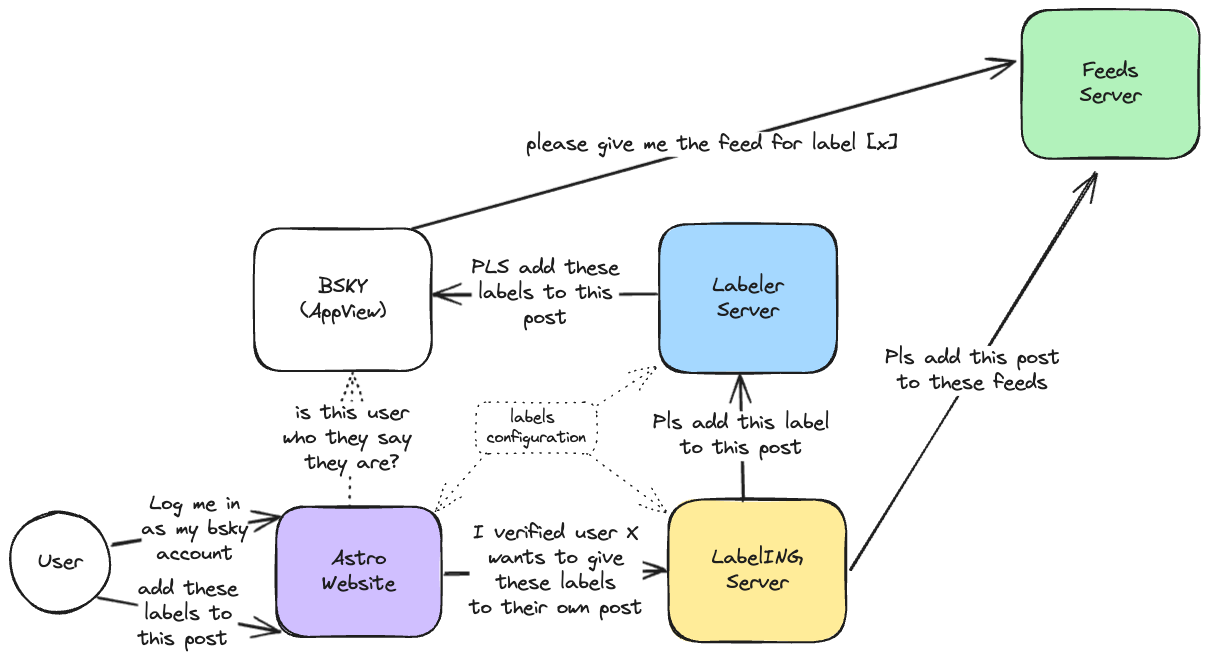 Feeds
Server
please give me the feed for label [x]
BSKY
(AppView)
PLS add these
labels to this
post
Labeler
Server
Pls add this post
to these feeds
is this user
who they say
they are?
labels
configuration
Pls add this label
to this post
Log me in
as my bsky
account
User
add these
labels to
this post
Astro
Website
I verified user X
wants to give
these labels
to their own post
LabelING
Server